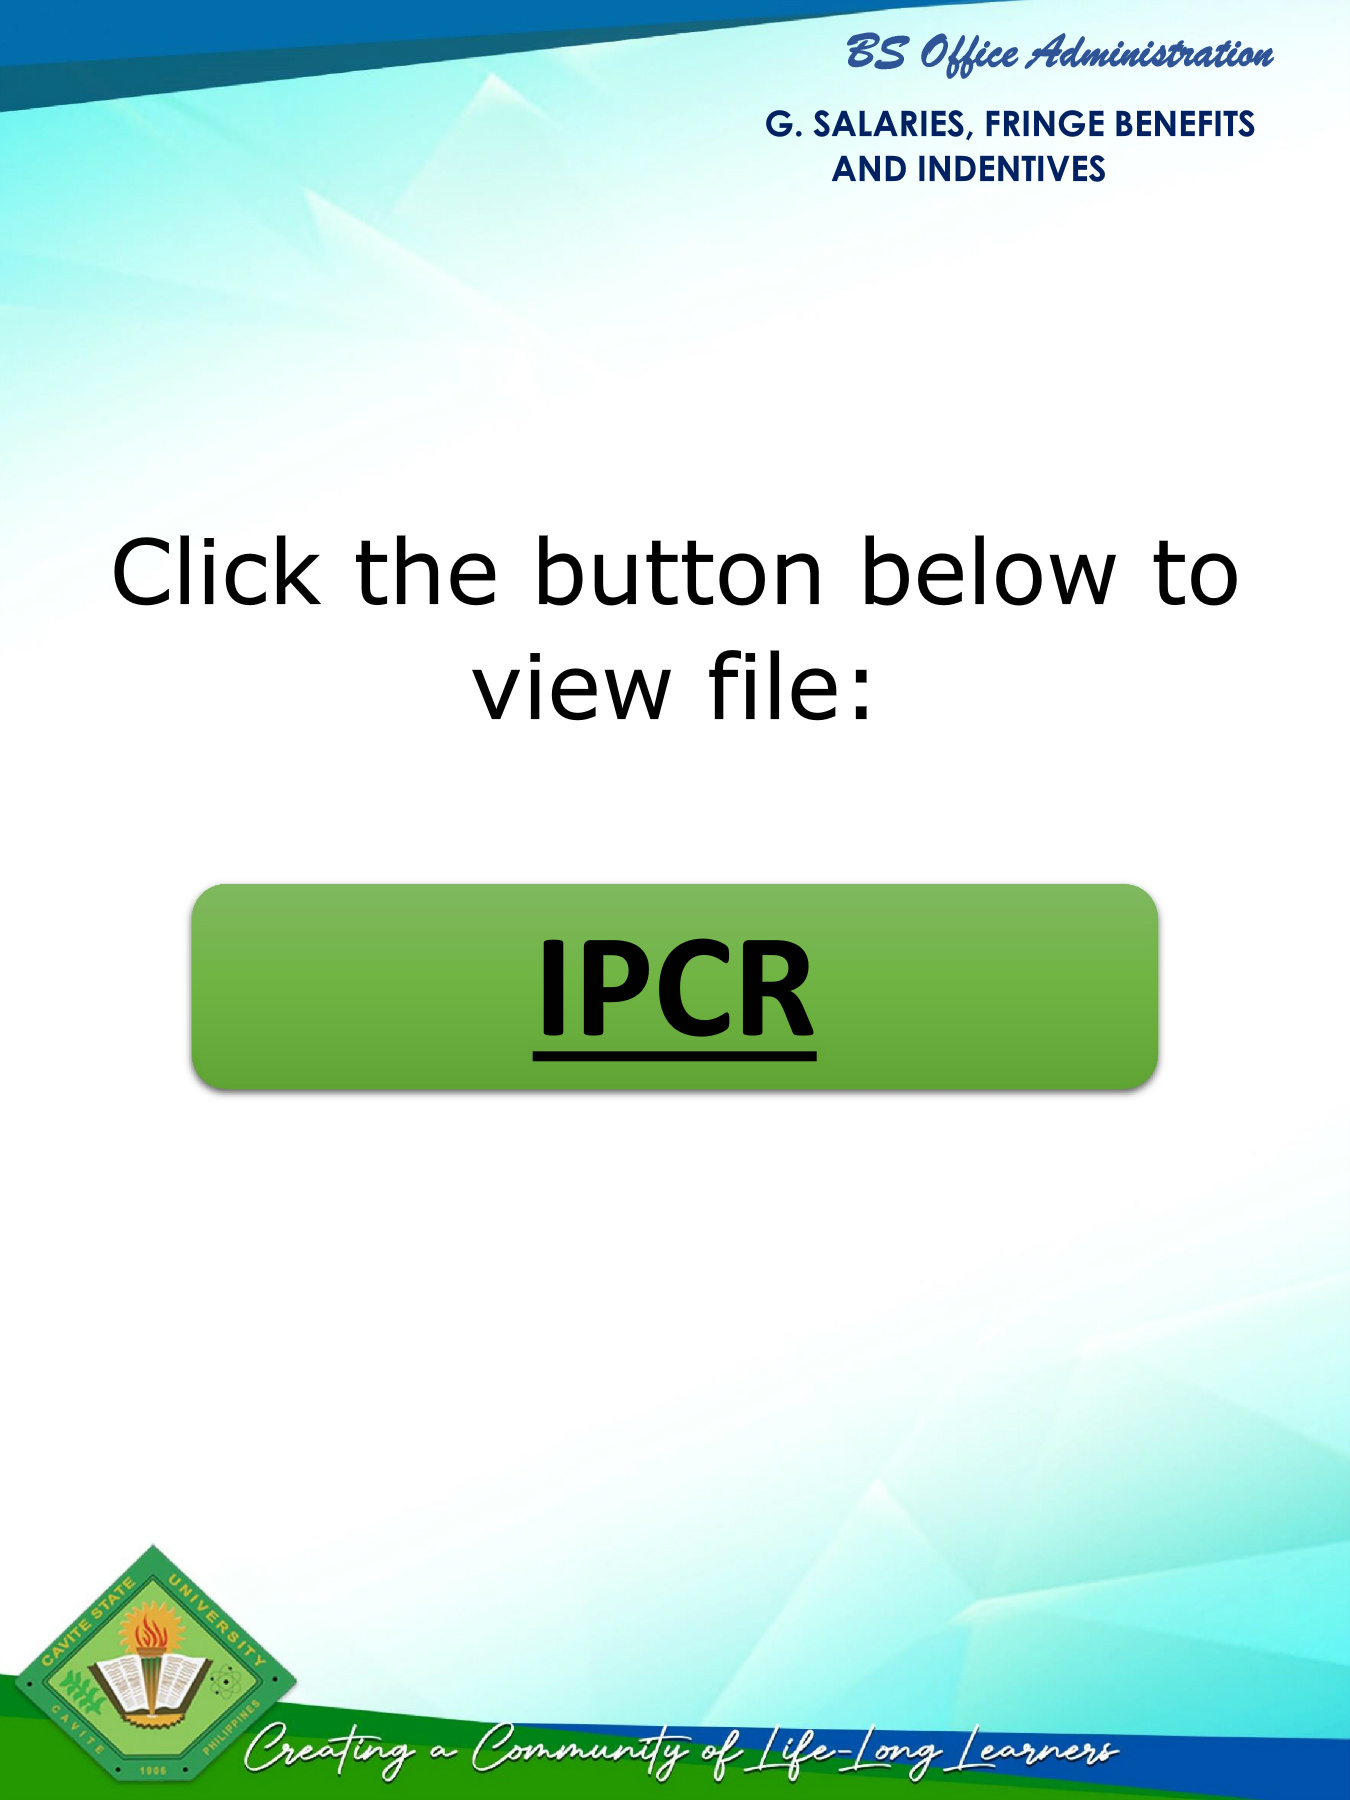 BS Office Administration
G. SALARIES, FRINGE BENEFITS
AND INDENTIVES
Click the button below to
view file:
IPCR
CAVITE STATE UNIVERSITY
CAVITE PHILIPPINES
1906
Creating a Community of Life-Long Learners